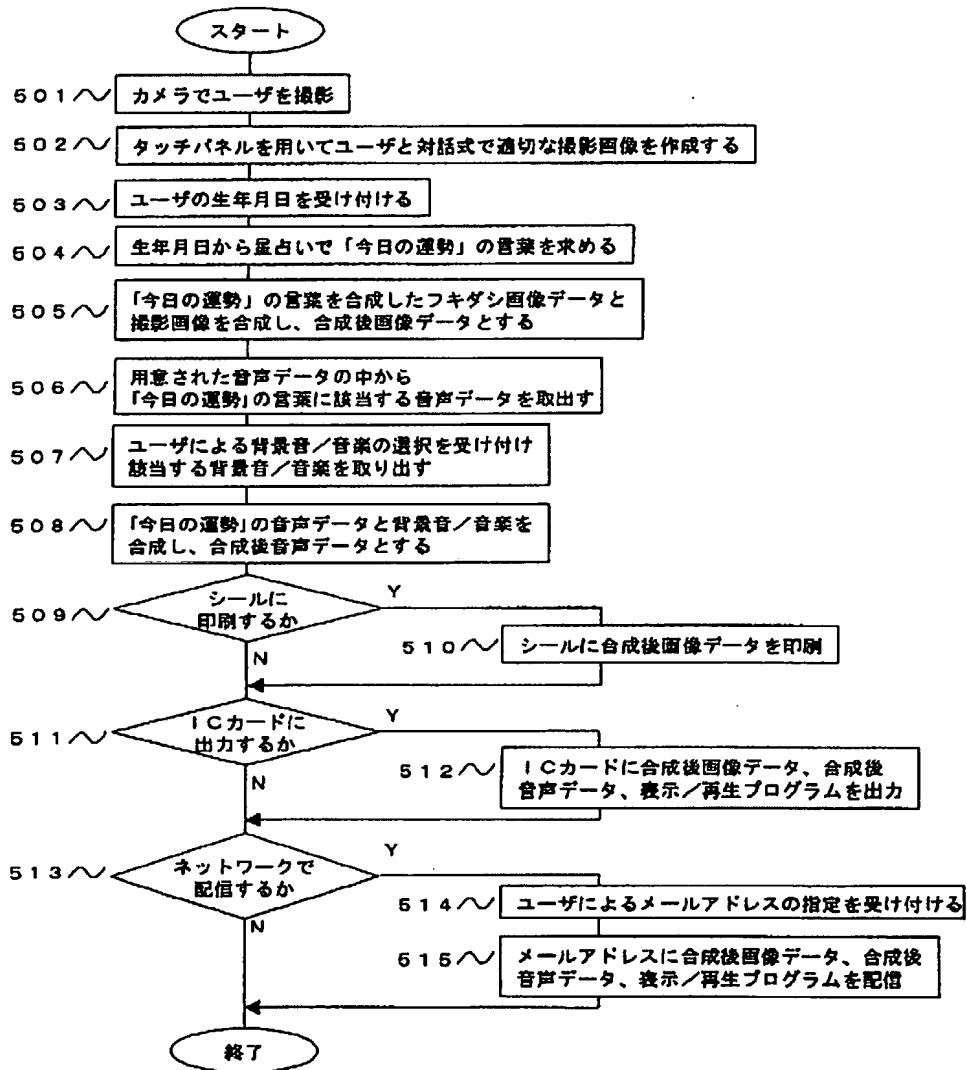 スタート
501 カメラでユーザを撮影
502 タッチパネルを用いてユーザと対話式で適切な撮影画像を作成する
503 ユーザの生年月日を受け付ける
504 生年月日から星占いで「今日の運勢」の言葉を求める
505 「今日の運勢」の言葉を合成したフキダシ画像データと
撮影画像を合成し、合成後画像データとする
506 用意された音声データの中から
「今日の運勢」の言葉に該当する音声データを取出す
507 ユーザによる背景音/音楽の選択を受け付け
該当する背景音/音楽を取り出す
508 「今日の運勢」の音声データと背景音/音楽を
合成し、合成後音声データとする
509 シールに
印刷するか
Y
N
510 シールに合成後画像データを印刷
511 ICカードに
出力するか
Y
N
512 ICカードに合成後画像データ、合成後
音声データ、表示/再生プログラムを出力
513 ネットワークで
配信するか
Y
N
514 ユーザによるメールアドレスの指定を受け付ける
515 メールアドレスに合成後画像データ、合成後
音声データ、表示/再生プログラムを配信
終了